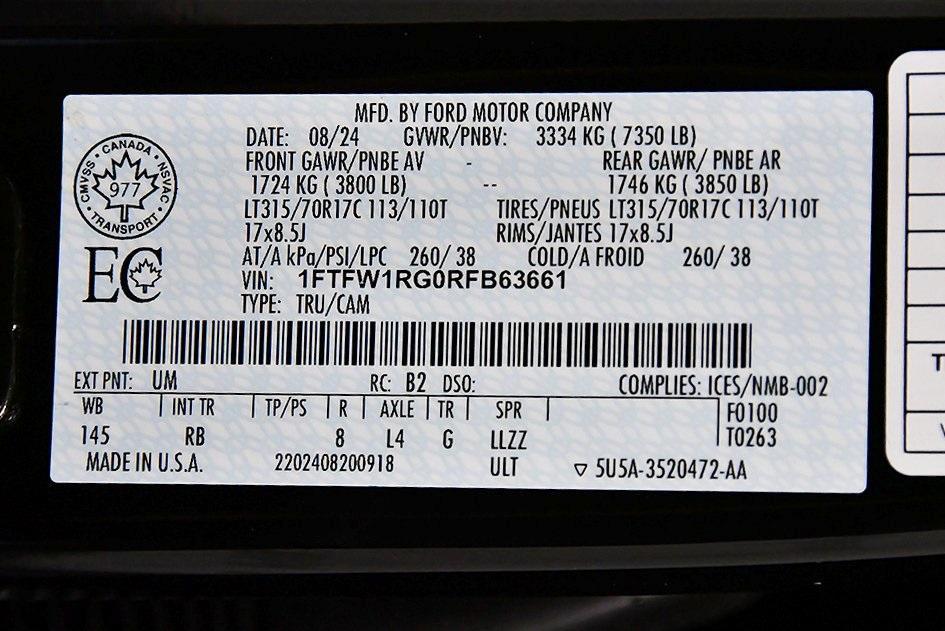 MFD. BY FORD MOTOR COMPANY
DATE: 08/24 GVWR/PNBV: 3334 KG ( 7350 LB)
FRONT GAWR/PNBE AV - REAR GAWR/ PNBE AR
1724 KG ( 3800 LB) -- 1746 KG ( 3850 LB)
LT315/70R17C 113/110T TIRES/PNEUS LT315/70R17C 113/110T
17x8.5J RIMS/JANTES 17x8.5J
AT/A kPa/PSI/LPC 260/ 38 COLD/A FROID 260/ 38
VIN: 1FTFW1RG0RFB63661
TYPE: TRU/CAM
CANADA
CMVSS • NSVAC
977
TRANSPORT
EC
EXT PNT: UM RC: B2 DSO: COMPLIES: ICES/NMB-002
WB | INT TR | TP/PS | R | AXLE | TR | SPR | F0100
145 RB 8 L4 G LLZZ T0263
MADE IN U.S.A. 2202408200918 ULT ▽ 5U5A-3520472-AA